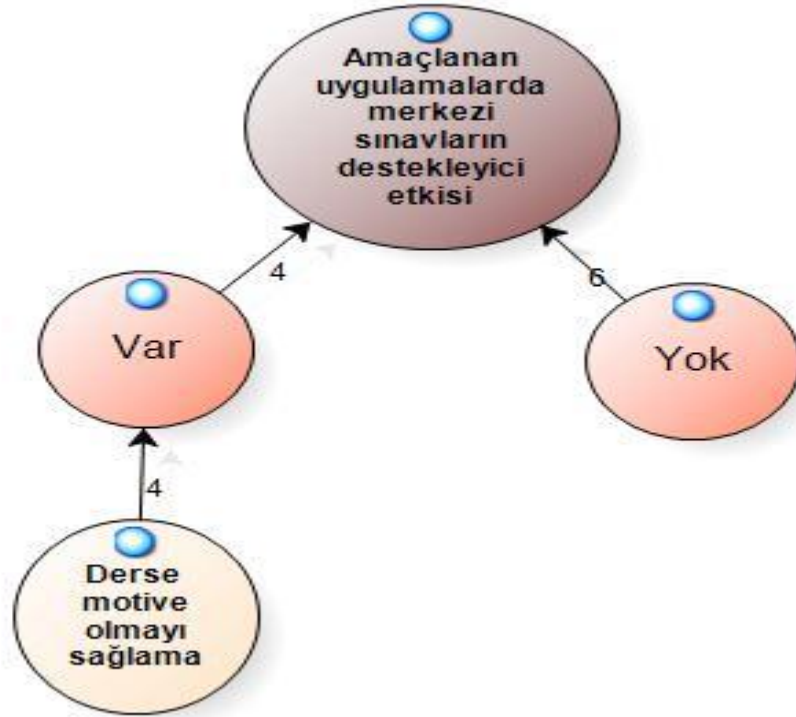 Amaçlanan
uygulamalarda
merkezi
sınavların
destekleyici
etkisi
4
6
Var
Yok
4
Derse
motive
olmayı
sağlama